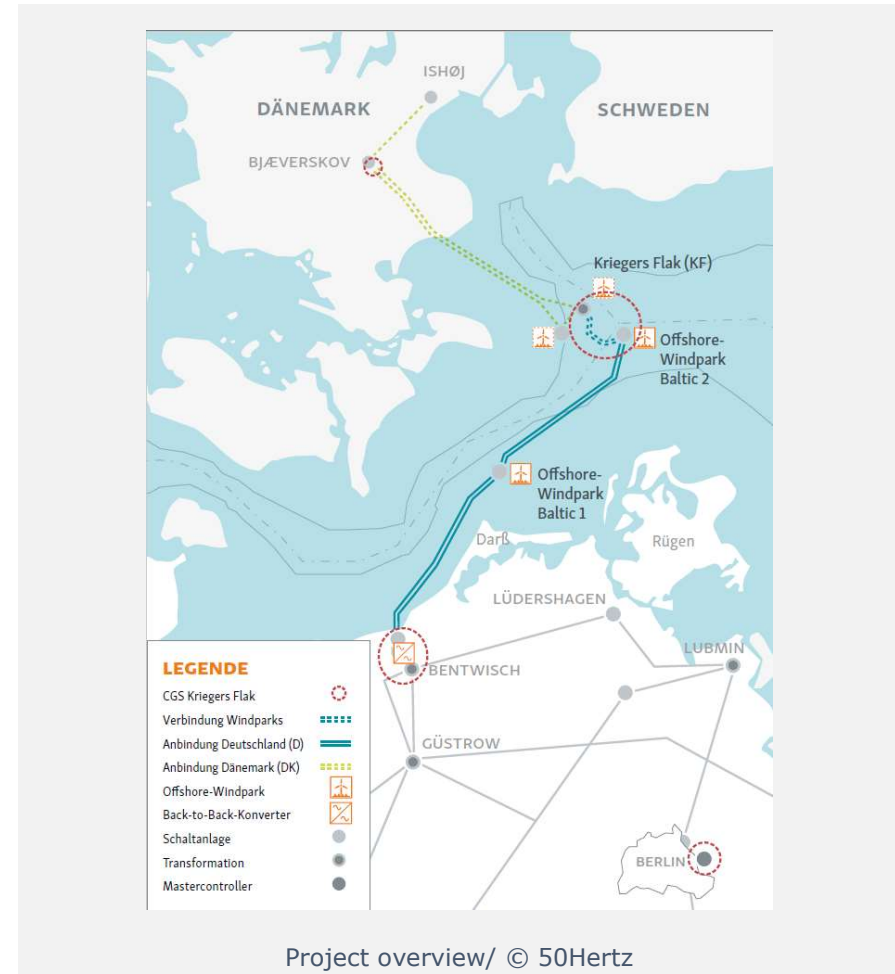 ISHØJ
DÄNEMARK
SCHWEDEN
BJÆVERSKOV
Kriegers Flak (KF)
Offshore-
Windpark
Baltic 2
Offshore-
Windpark
Baltic 1
Darß
Rügen
LÜDERSHAGEN
LUBMIN
BENTWISCH
GÜSTROW
BERLIN
LEGENDE
CGS Kriegers Flak
Verbindung Windparks
Anbindung Deutschland (D)
Anbindung Dänemark (DK)
Offshore-Windpark
Back-to-Back-Konverter
Schaltanlage
Transformation
Mastercontroller
Project overview/ © 50Hertz